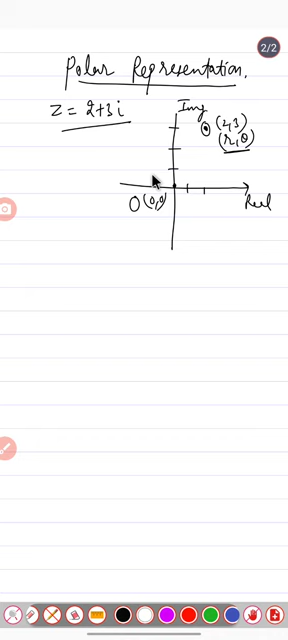 2/2
Polar Representation.
z = 2+3i
Img
(2,3)
(r,θ)
Real
O (0,0)